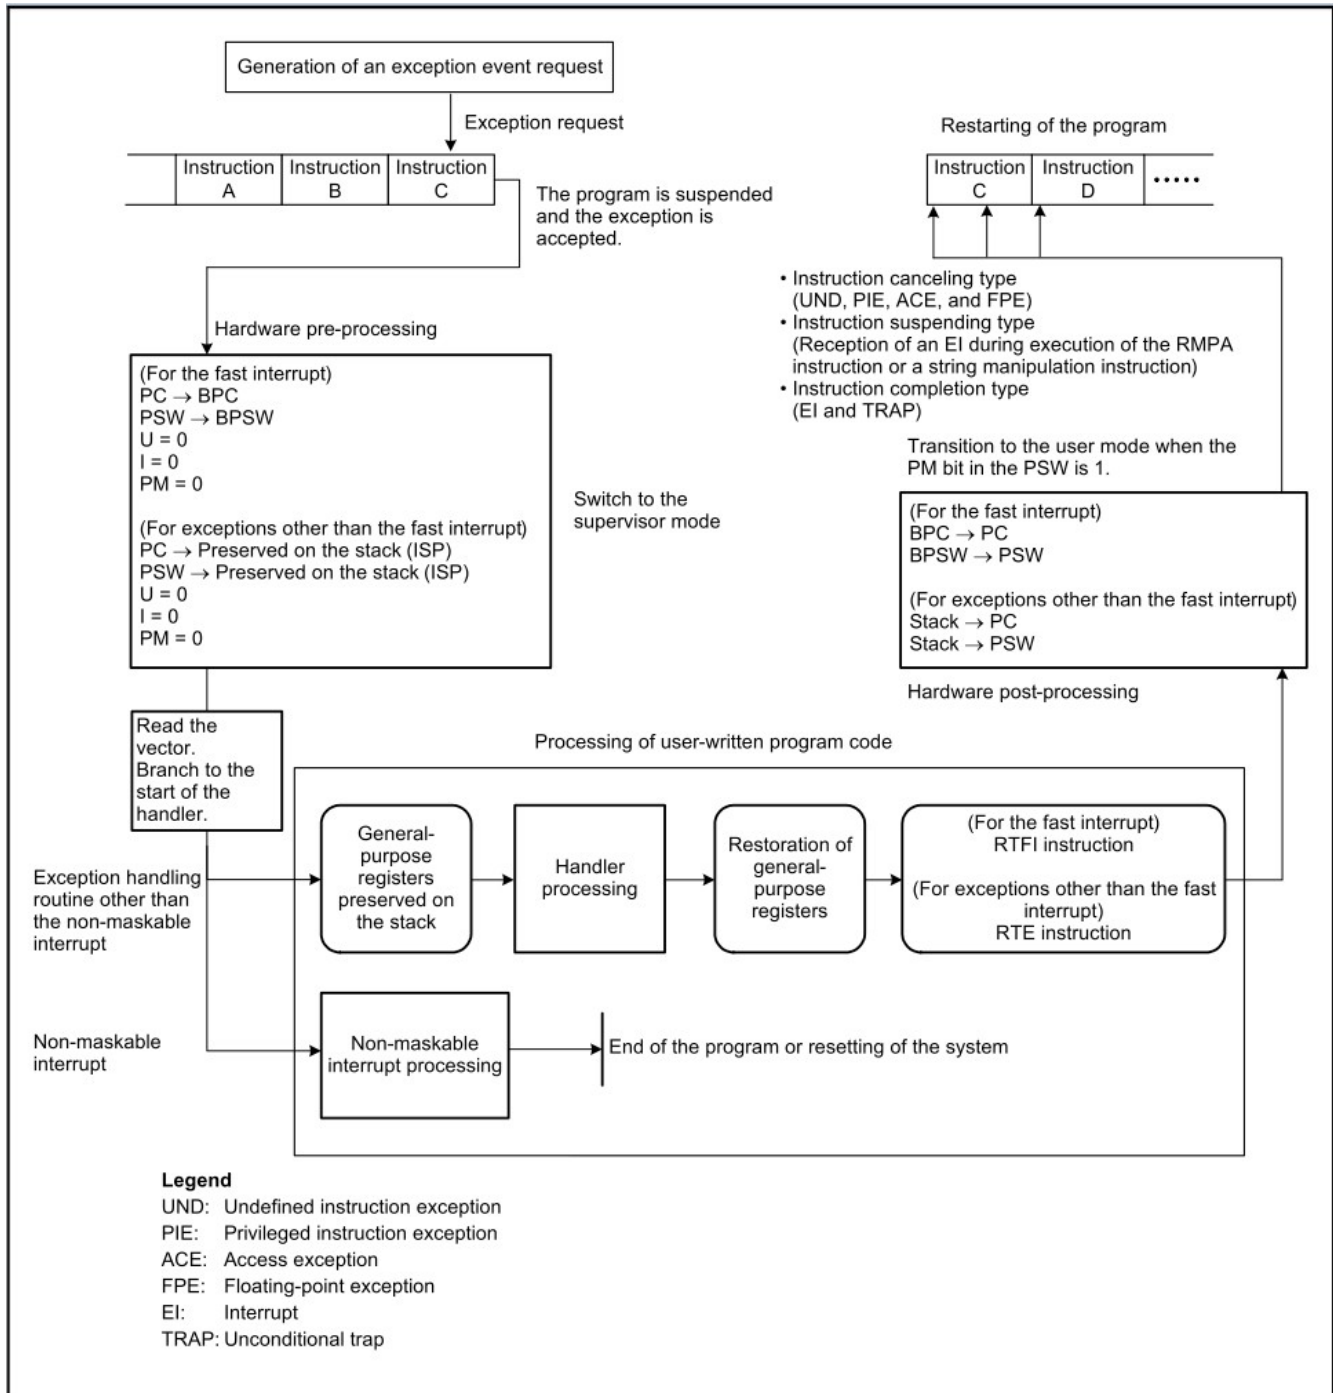 Generation of an exception event request
Exception request
Instruction
A
Instruction
B
Instruction
C
The program is suspended
and the exception is
accepted.
Restarting of the program
Instruction
C
Instruction
D
•••••
• Instruction canceling type
(UND, PIE, ACE, and FPE)
• Instruction suspending type
(Reception of an EI during execution of the RMPA
instruction or a string manipulation instruction)
• Instruction completion type
(EI and TRAP)
Hardware pre-processing
(For the fast interrupt)
PC → BPC
PSW → BPSW
U = 0
I = 0
PM = 0
(For exceptions other than the fast interrupt)
PC → Preserved on the stack (ISP)
PSW → Preserved on the stack (ISP)
U = 0
I = 0
PM = 0
Switch to the
supervisor mode
Transition to the user mode when the
PM bit in the PSW is 1.
(For the fast interrupt)
BPC → PC
BPSW → PSW
(For exceptions other than the fast interrupt)
Stack → PC
Stack → PSW
Hardware post-processing
Read the
vector.
Branch to the
start of the
handler.
Processing of user-written program code
Exception handling
routine other than
the non-maskable
interrupt
General-
purpose
registers
preserved on
the stack
Handler
processing
Restoration of
general-
purpose
registers
(For the fast interrupt)
RTFI instruction
(For exceptions other than the fast
interrupt)
RTE instruction
Non-maskable
interrupt
Non-maskable
interrupt processing
End of the program or resetting of the system
Legend
UND: Undefined instruction exception
PIE: Privileged instruction exception
ACE: Access exception
FPE: Floating-point exception
EI: Interrupt
TRAP: Unconditional trap